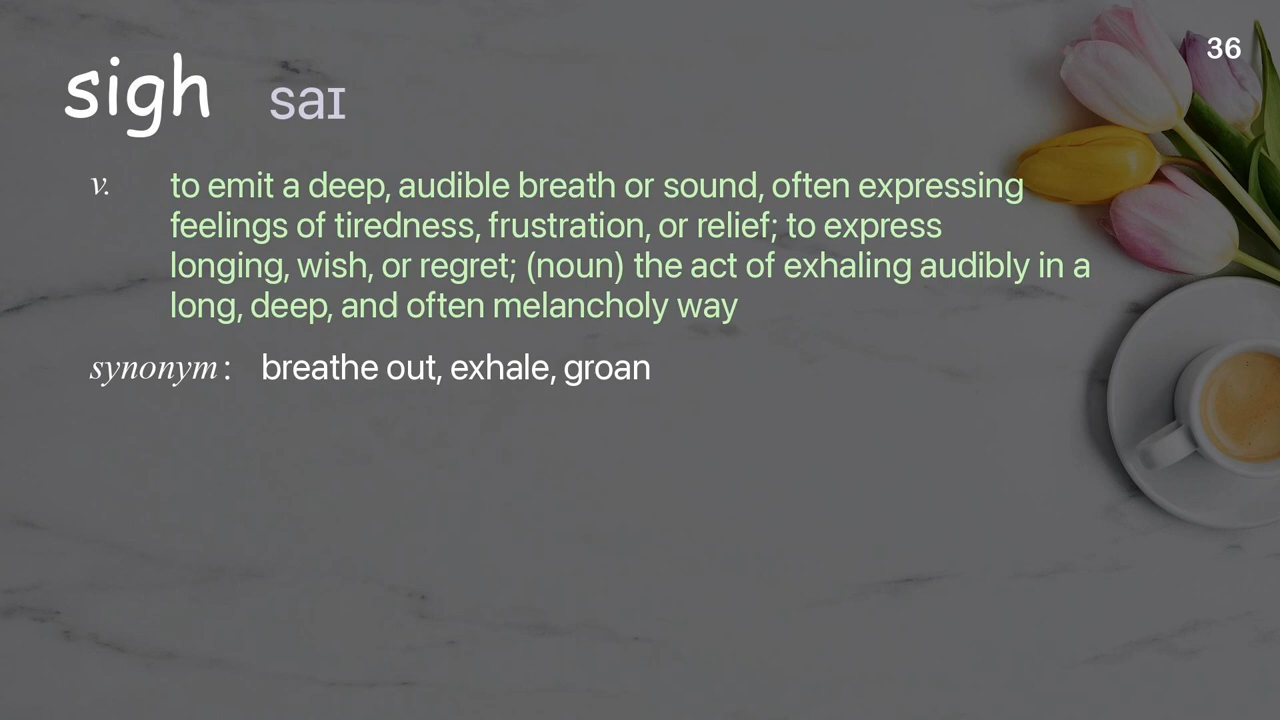 36
sigh saɪ
v. to emit a deep, audible breath or sound, often expressing
feelings of tiredness, frustration, or relief; to express
longing, wish, or regret; (noun) the act of exhaling audibly in a
long, deep, and often melancholy way
synonym : breathe out, exhale, groan